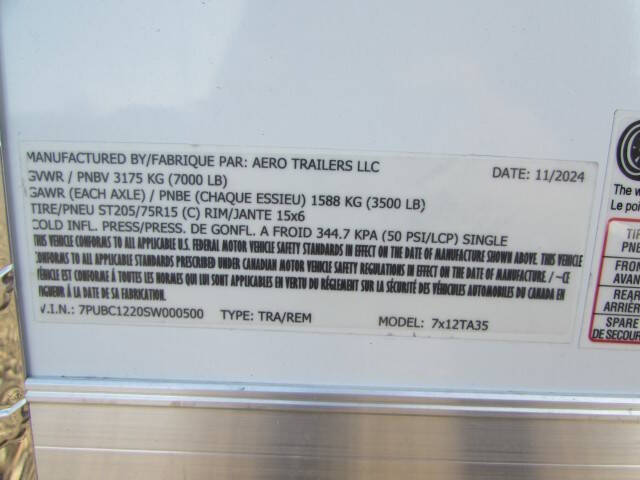 MANUFACTURED BY/FABRIQUE PAR: AERO TRAILERS LLC
GVWR / PNBV 3175 KG (7000 LB) DATE: 11/2024
GAWR (EACH AXLE) / PNBE (CHAQUE ESSIEU) 1588 KG (3500 LB)
TIRE/PNEU ST205/75R15 (C) RIM/JANTE 15x6
COLD INFL. PRESS/PRESS. DE GONFL. A FROID 344.7 KPA (50 PSI/LCP) SINGLE
THIS VEHICLE CONFORMS TO ALL APPLICABLE U.S. FEDERAL MOTOR VEHICLE SAFETY STANDARDS IN EFFECT ON THE DATE OF MANUFACTURE SHOWN ABOVE. THIS VEHICLE
CONFORMS TO ALL APPLICABLE STANDARDS PRESCRIBED UNDER CANADIAN MOTOR VEHICLE SAFETY REGULATIONS IN EFFECT ON THE DATE OF MANUFACTURE. / -CE
VEHICULE EST CONFORME À TOUTES LES NORMES QUI LUI SONT APPLICABLES EN VERTU DU RÉGLEMENT SUR LA SÉCURITÉ DES VÉHICULES AUTOMOBILES DU CANADA EN
VIGUEUR À LA DATE DE SA FABRICATION.
V.I.N.: 7PUBC1220SW000500 TYPE: TRA/REM MODEL: 7x12TA35
The w
Le poi
TIR
PNE
FRON
AVAN
REAR
ARRIÈR
SPARE
DE SECOUR